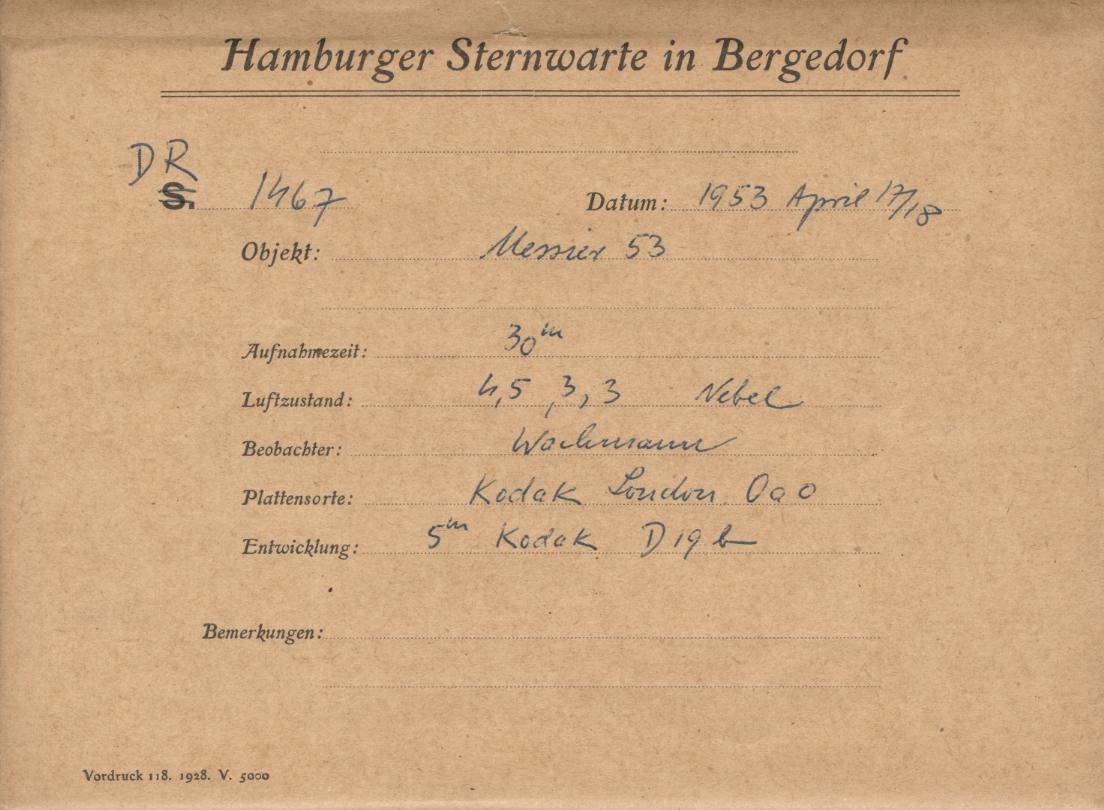 Hamburger Sternwarte in Bergedorf
DR
S. 1467 Datum: 1953 April 17/18
Objekt: Messier 53
Aufnahmezeit: 30m
Luftzustand: 4,5, 3, 3 Nebel
Beobachter: Wachmann
Plattensorte: Kodak London OaO
Entwicklung: 5m Kodak D19b
Bemerkungen:
Vordruck 118. 1928. V. 5000